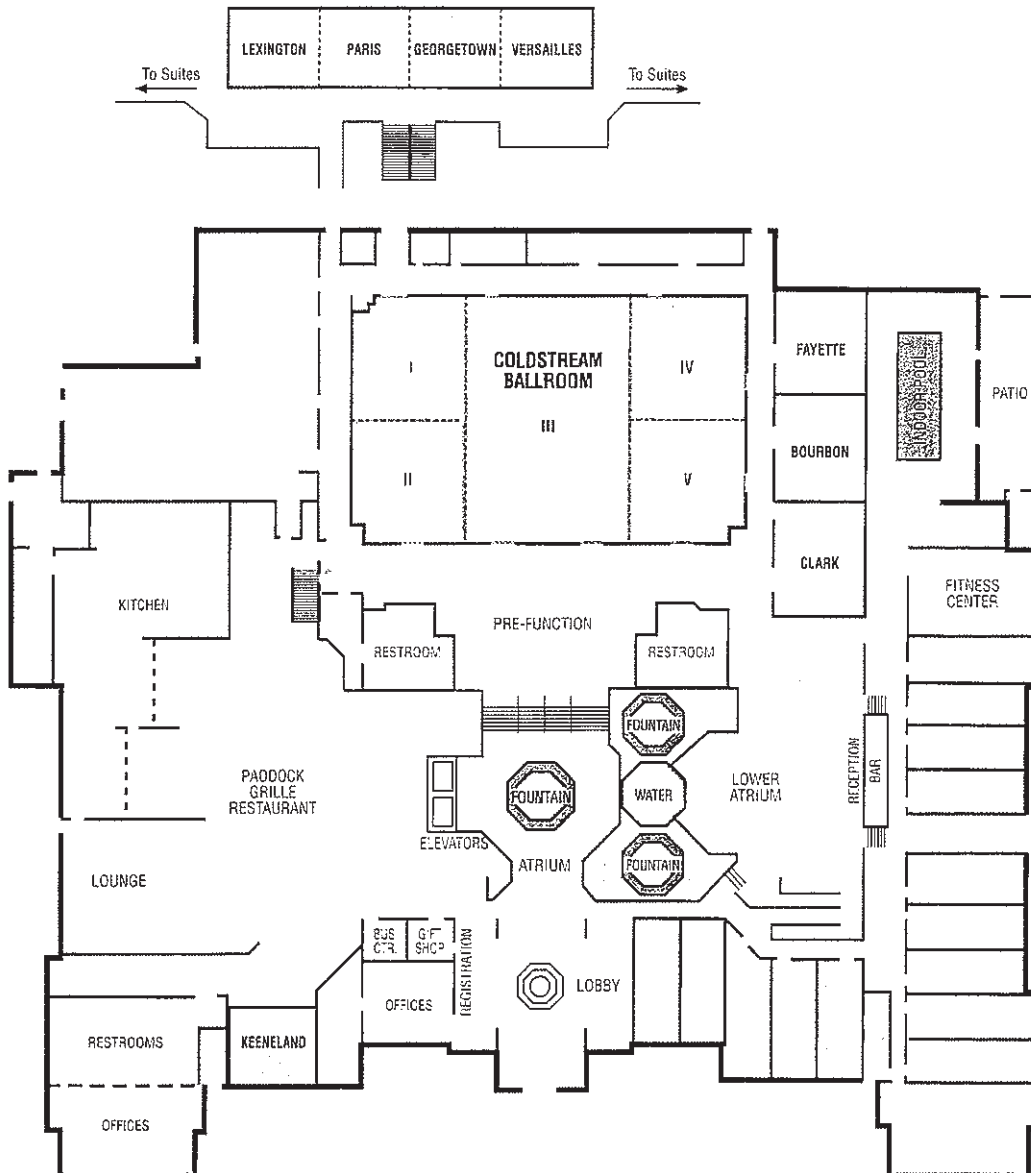 LEXINGTON
PARIS
GEORGETOWN
VERSAILLES
To Suites
To Suites
COLDSTREAM
BALLROOM
I
II
III
IV
V
FAYETTE
BOURBON
CLARK
INDOOR POOL
PATIO
FITNESS
CENTER
KITCHEN
PRE-FUNCTION
RESTROOM
RESTROOM
FOUNTAIN
PADDOCK
GRILLE
RESTAURANT
FOUNTAIN
WATER
LOWER
ATRIUM
RECEPTION
BAR
ELEVATORS
ATRIUM
FOUNTAIN
LOUNGE
BUS
CTR.
GIFT
SHOP
REGISTRATION
LOBBY
OFFICES
RESTROOMS
KEENELAND
OFFICES